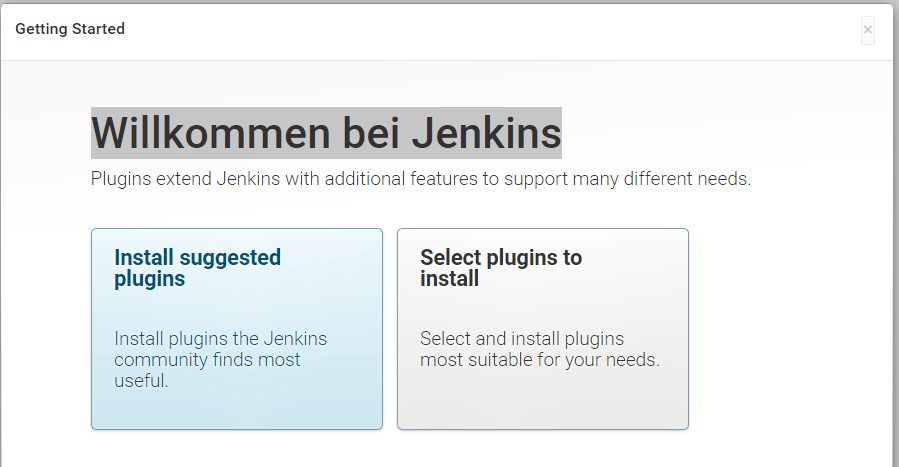 Getting Started
×
Willkommen bei Jenkins
Plugins extend Jenkins with additional features to support many different needs.
Install suggested
plugins
Install plugins the Jenkins
community finds most
useful.
Select plugins to
install
Select and install plugins
most suitable for your needs.